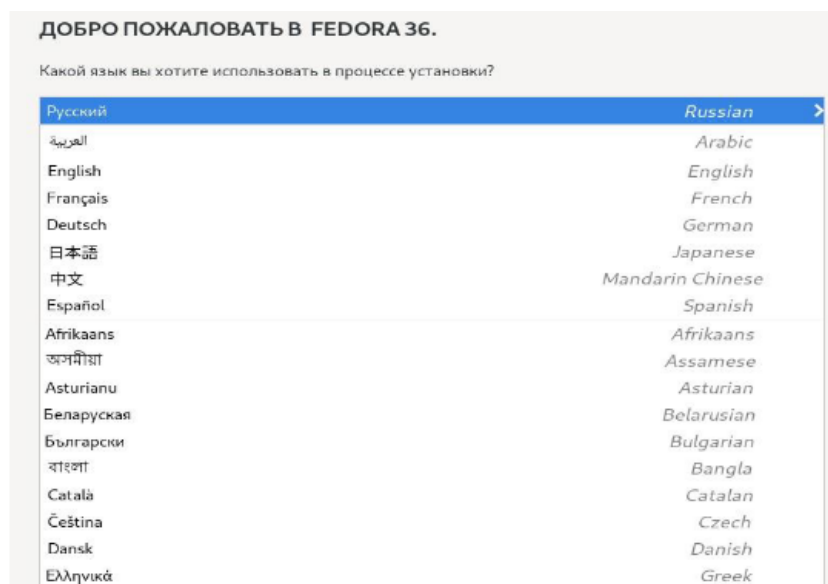 ДОБРО ПОЖАЛОВАТЬ В FEDORA 36.
Какой язык вы хотите использовать в процессе установки?
Русский Russian
العربية Arabic
English English
Français French
Deutsch German
日本語 Japanese
中文 Mandarin Chinese
Español Spanish
Afrikaans Afrikaans
অসমীয়া Assamese
Asturianu Asturian
Беларуская Belarusian
Български Bulgarian
বাংলা Bangla
Català Catalan
Čeština Czech
Dansk Danish
Ελληνικά Greek